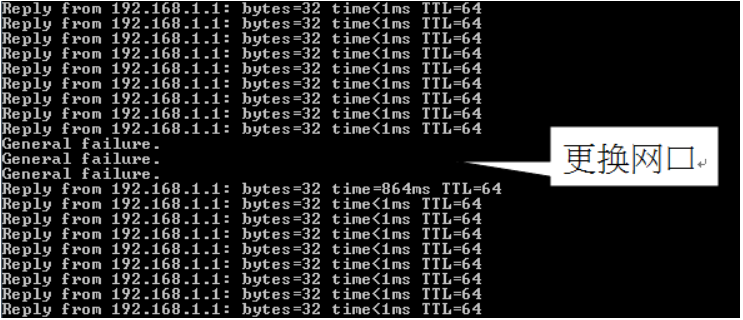 Reply from 192.168.1.1: bytes=32 time<1ms TTL=64
Reply from 192.168.1.1: bytes=32 time<1ms TTL=64
Reply from 192.168.1.1: bytes=32 time<1ms TTL=64
Reply from 192.168.1.1: bytes=32 time<1ms TTL=64
Reply from 192.168.1.1: bytes=32 time<1ms TTL=64
Reply from 192.168.1.1: bytes=32 time<1ms TTL=64
Reply from 192.168.1.1: bytes=32 time<1ms TTL=64
Reply from 192.168.1.1: bytes=32 time<1ms TTL=64
Reply from 192.168.1.1: bytes=32 time<1ms TTL=64
General failure.
General failure.
更换网口
General failure.
Reply from 192.168.1.1: bytes=32 time=864ms TTL=64
Reply from 192.168.1.1: bytes=32 time<1ms TTL=64
Reply from 192.168.1.1: bytes=32 time<1ms TTL=64
Reply from 192.168.1.1: bytes=32 time<1ms TTL=64
Reply from 192.168.1.1: bytes=32 time<1ms TTL=64
Reply from 192.168.1.1: bytes=32 time<1ms TTL=64
Reply from 192.168.1.1: bytes=32 time<1ms TTL=64
Reply from 192.168.1.1: bytes=32 time<1ms TTL=64
Reply from 192.168.1.1: bytes=32 time<1ms TTL=64